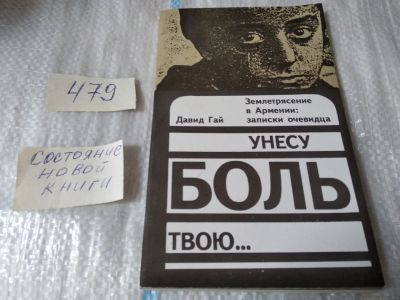 479
СОСТОЯНИЕ
НОВОЙ
КНИГИ
Давид Гай
Землетрясение
в Армении:
записки очевидца
УНЕСУ
БОЛЬ
ТВОЮ...